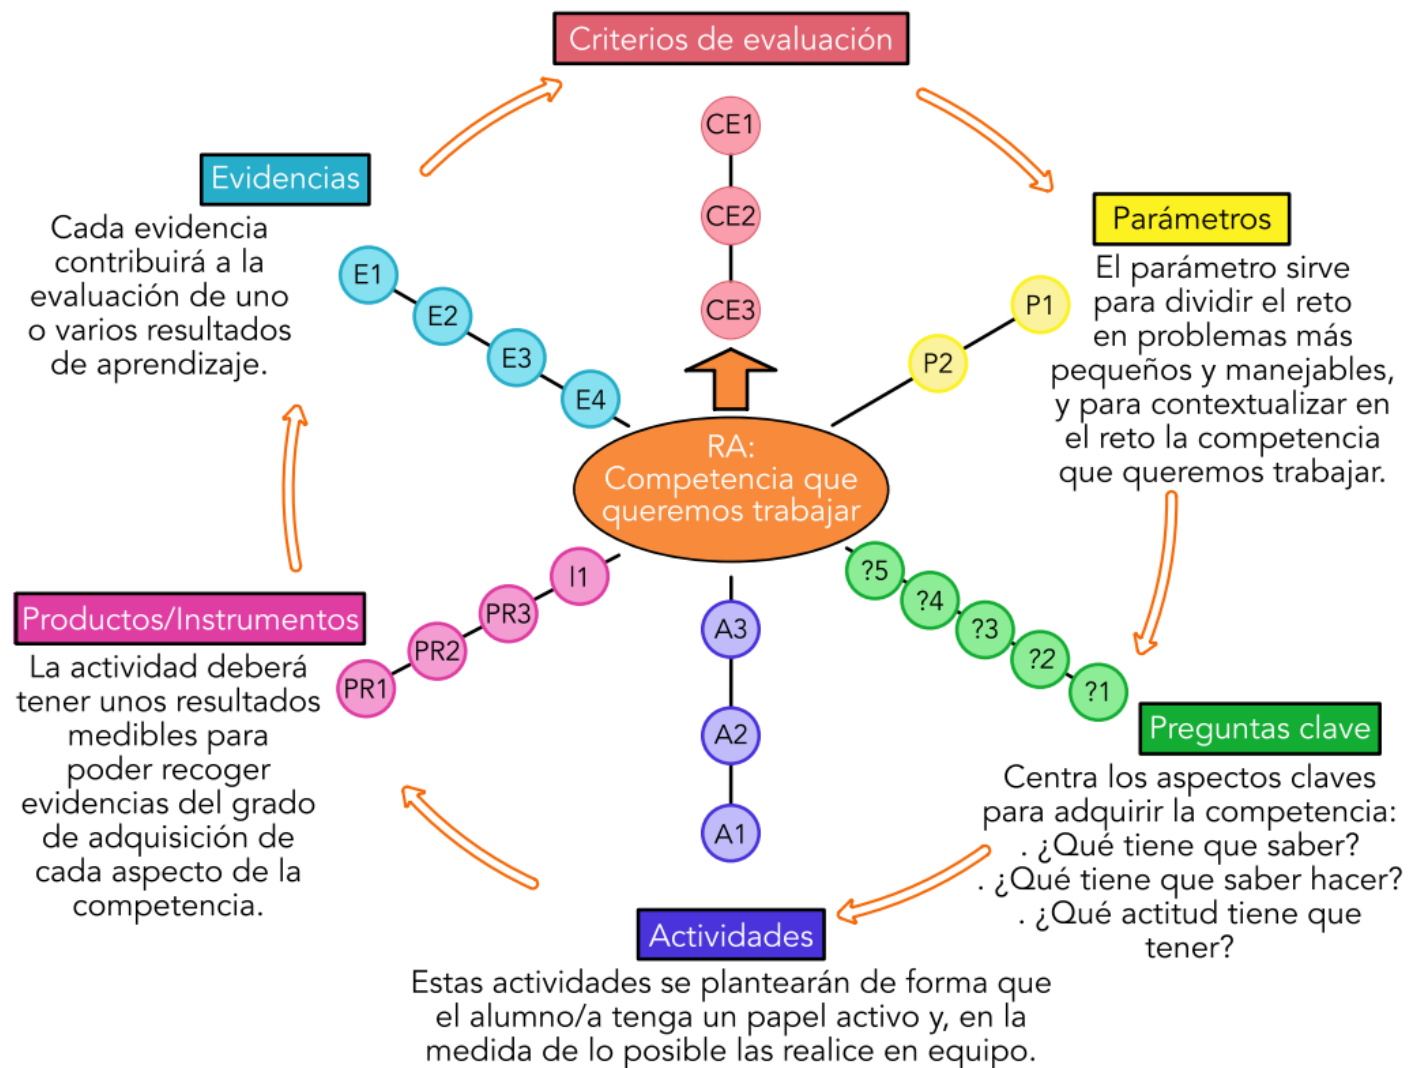 Criterios de evaluación
CE1
CE2
CE3
Evidencias
Cada evidencia
contribuirá a la
evaluación de uno
o varios resultados
de aprendizaje.
E1
E2
E3
E4
Parámetros
El parámetro sirve
para dividir el reto
en problemas más
pequeños y manejables,
y para contextualizar en
el reto la competencia
que queremos trabajar.
P1
P2
RA:
Competencia que
queremos trabajar
?5
?4
?3
?2
?1
Preguntas clave
Centra los aspectos claves
para adquirir la competencia:
. ¿Qué tiene que saber?
. ¿Qué tiene que saber hacer?
. ¿Qué actitud tiene que
tener?
I1
PR3
PR2
PR1
Productos/Instrumentos
La actividad deberá
tener unos resultados
medibles para
poder recoger
evidencias del grado
de adquisición de
cada aspecto de la
competencia.
A3
A2
A1
Actividades
Estas actividades se plantearán de forma que
el alumno/a tenga un papel activo y, en la
medida de lo posible las realice en equipo.